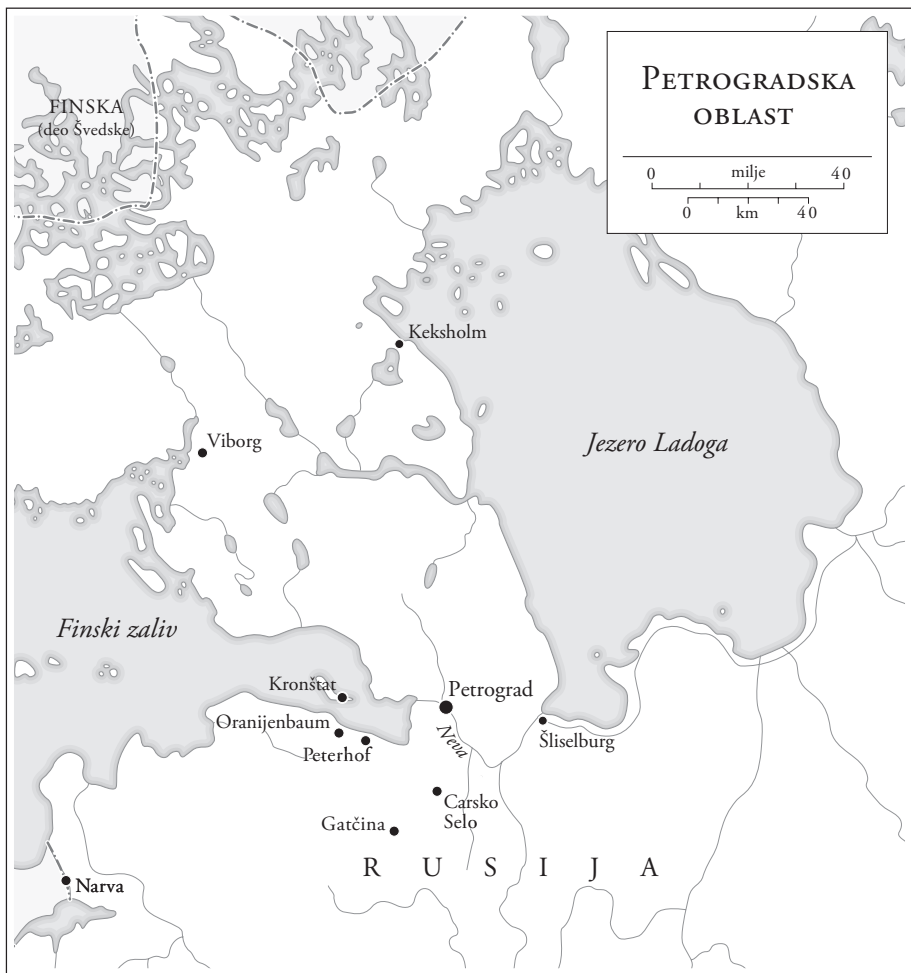 PETROGRADSKA
OBLAST
0 milje 40
0 km 40
FINSKA
(deo Švedske)
Keksholm
Viborg
Jezero Ladoga
Finski zaliv
Kronštat
Petrograd
Oranijenbaum
Neva
Šliselburg
Peterhof
Carsko
Selo
Gatčina
RUSIJA
Narva